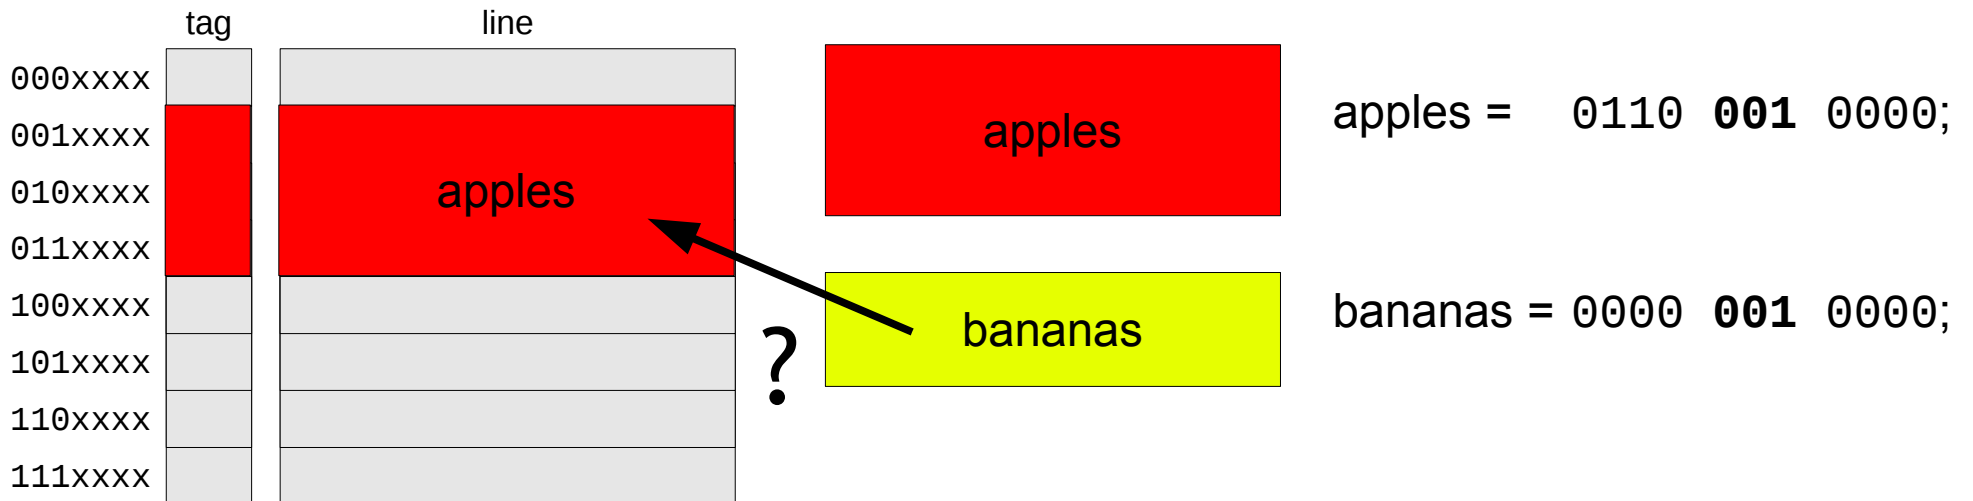 tag line
000xxxx
001xxxx
010xxxx
011xxxx
100xxxx
101xxxx
110xxxx
111xxxx
apples
apples
bananas
?
apples = 0110 001 0000;
bananas = 0000 001 0000;